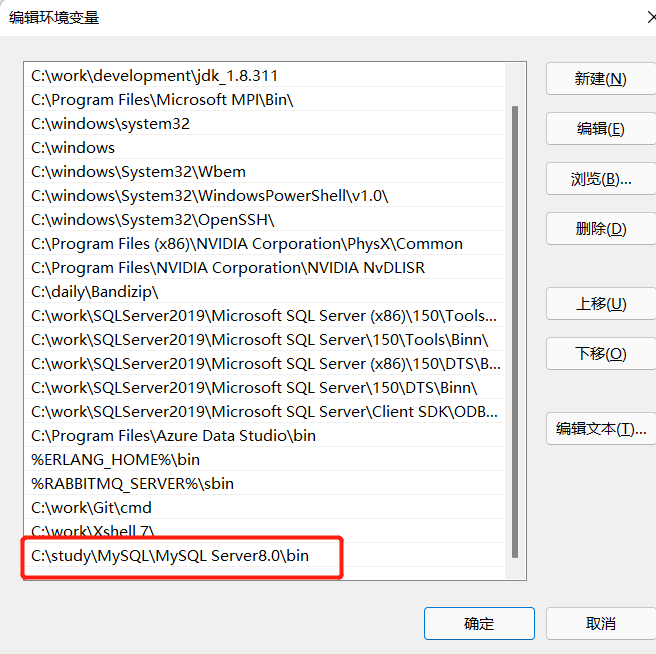 编辑环境变量
C:\work\development\jdk_1.8.311
C:\Program Files\Microsoft MPI\Bin\
C:\windows\system32
C:\windows
C:\windows\System32\Wbem
C:\windows\System32\WindowsPowerShell\v1.0\
C:\windows\System32\OpenSSH\
C:\Program Files (x86)\NVIDIA Corporation\PhysX\Common
C:\Program Files\NVIDIA Corporation\NVIDIA NvDLISR
C:\daily\Bandizip\
C:\work\SQLServer2019\Microsoft SQL Server (x86)\150\Tools...
C:\work\SQLServer2019\Microsoft SQL Server\150\Tools\Binn\
C:\work\SQLServer2019\Microsoft SQL Server (x86)\150\DTS\B...
C:\work\SQLServer2019\Microsoft SQL Server\150\DTS\Binn\
C:\work\SQLServer2019\Microsoft SQL Server\Client SDK\ODB...
C:\Program Files\Azure Data Studio\bin
%ERLANG_HOME%\bin
%RABBITMQ_SERVER%\sbin
C:\work\Git\cmd
C:\work\Xshell 7\
C:\study\MySQL\MySQL Server8.0\bin
新建(N)
编辑(E)
浏览(B)...
删除(D)
上移(U)
下移(O)
编辑文本(T)...
确定
取消